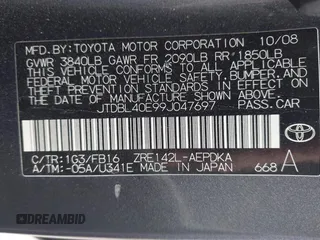 MFD. BY: TOYOTA MOTOR CORPORATION 10/08
GVWR 3840LB GAWR FR 2090LB RR 1850LB
THIS VEHICLE CONFORMS TO ALL APPLICABLE
FEDERAL MOTOR VEHICLE SAFETY, BUMPER, AND
THEFT PREVENTION STANDARDS IN EFFECT ON
THE DATE OF MANUFACTURE SHOWN ABOVE.
JTDBL40E99J047697 PASS. CAR
C/TR:1G3/FB16 ZRE142L-AEPDKA
A/TM:-05A/U341E MADE IN JAPAN 668 A
TOYOTA
DREAMBID